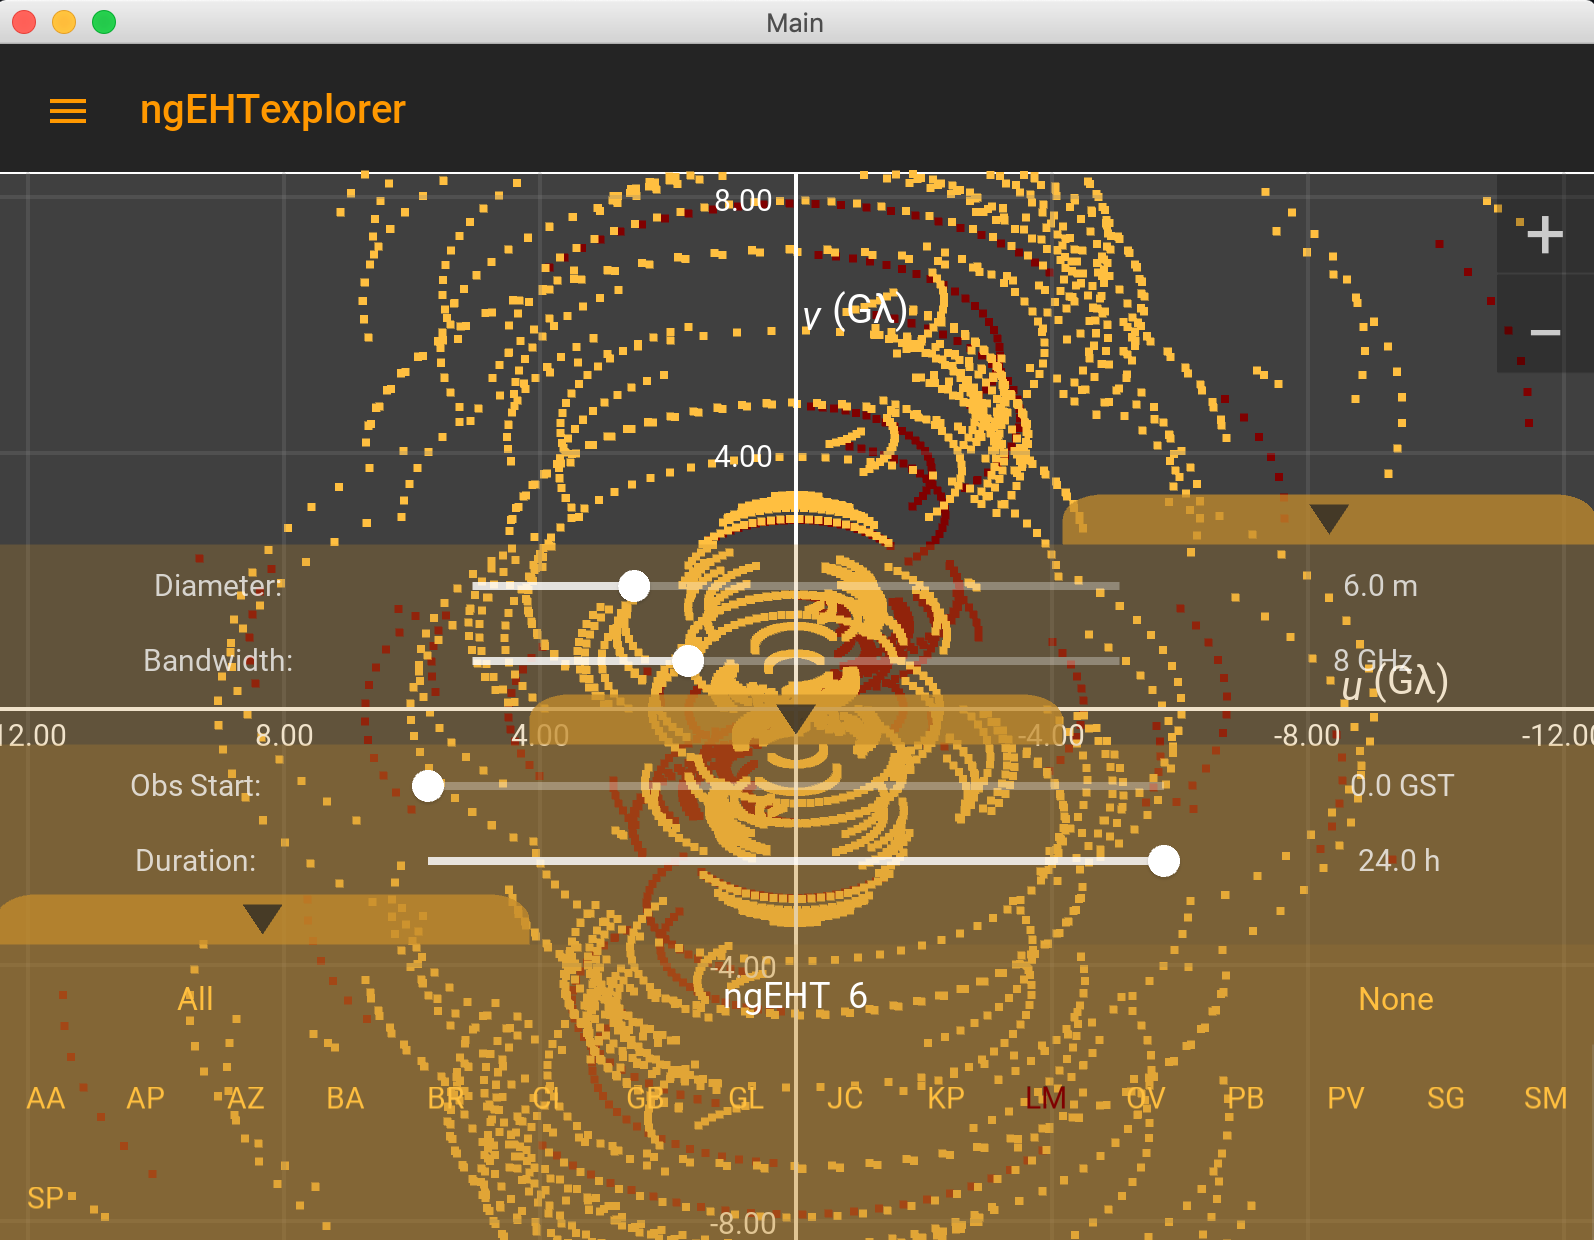 Main
ngEHTexplorer
8.00
+
v (Gλ)
−
4.00
Diameter: 6.0 m
Bandwidth: 8 GHz
u (Gλ)
12.00 8.00 4.00 -4.00 -8.00 -12.00
Obs Start: 0.0 GST
Duration: 24.0 h
-4.00
ngEHT 6
All None
AA AP AZ BA BR CI GB GL JC KP LM OV PB PV SG SM
SP
-8.00